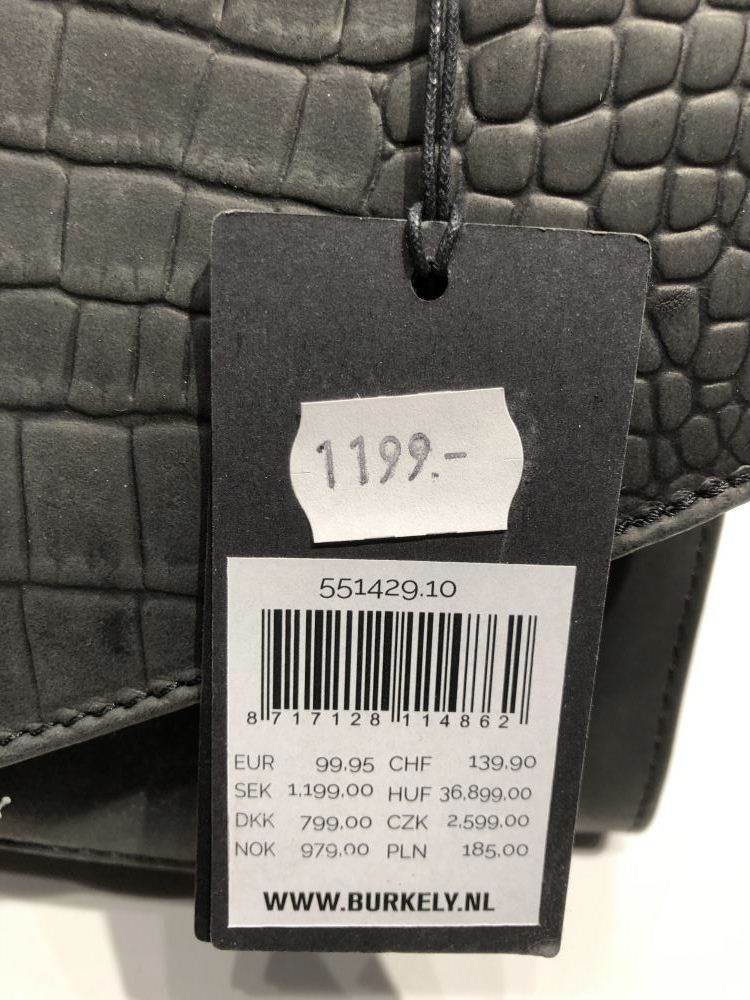 1199.-
551429.10
8 717128 114862
EUR 99.95 CHF 139.90
SEK 1,199.00 HUF 36,899.00
DKK 799.00 CZK 2,599.00
NOK 979.00 PLN 185.00
WWW.BURKELY.NL